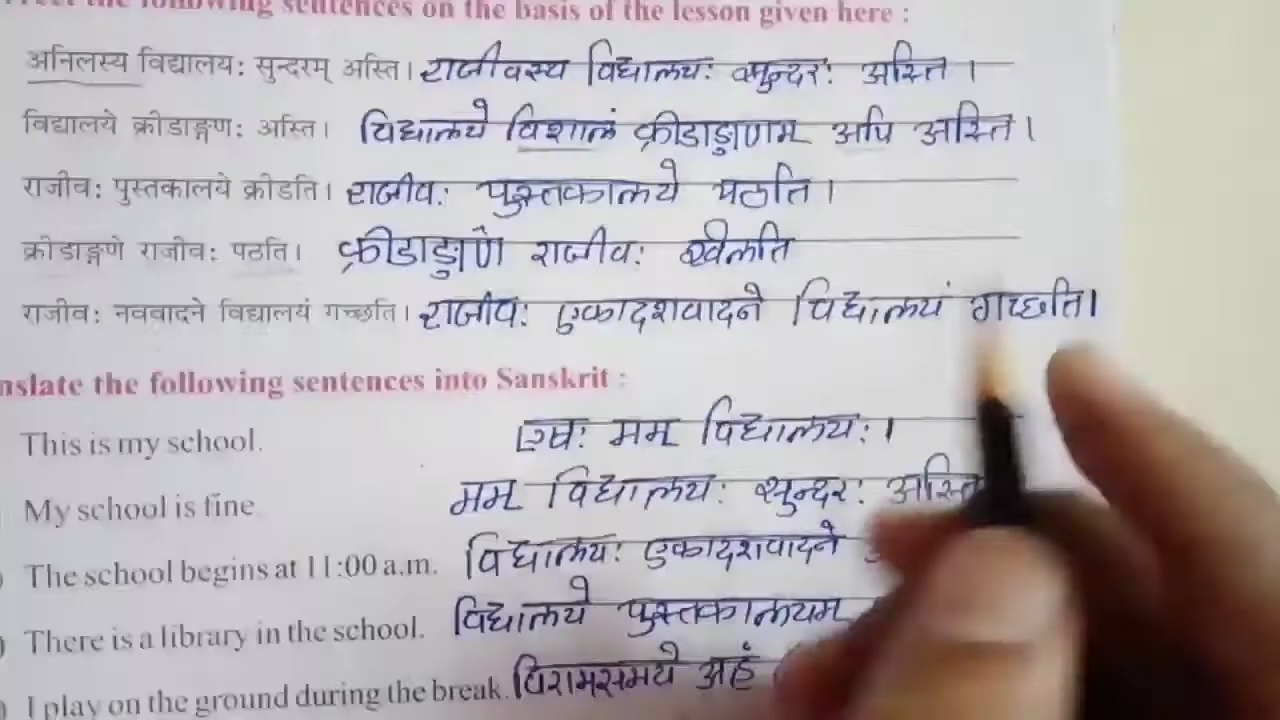 the following sentences on the basis of the lesson given here :
अनिलस्य विद्यालय: सुन्दरम् अस्ति। राजीवस्य विद्यालय: सुन्दर: अस्ति ।
विद्यालये क्रीडाङ्गण: अस्ति। विद्यालये विशालं क्रीडाङ्गणम् अपि अस्ति।
राजीव: पुस्तकालये क्रीडति। राजीव: पुस्तकालये पठति ।
क्रीडाङ्गणे राजीव: पठति। क्रीडाङ्गणे राजीव: खेलति
राजीव: नववादने विद्यालयं गच्छति। राजीव: एकादशवादने विद्यालयं गच्छति।
nslate the following sentences into Sanskrit :
This is my school. एष: मम् विद्यालय: ।
My school is fine. मम् विद्यालय: सुन्दर: अस्ति
The school begins at 11:00 a.m. विद्यालय: एकादशवादने
There is a library in the school. विद्यालये पुस्तकालयम्
I play on the ground during the break. विरामसमये अहं